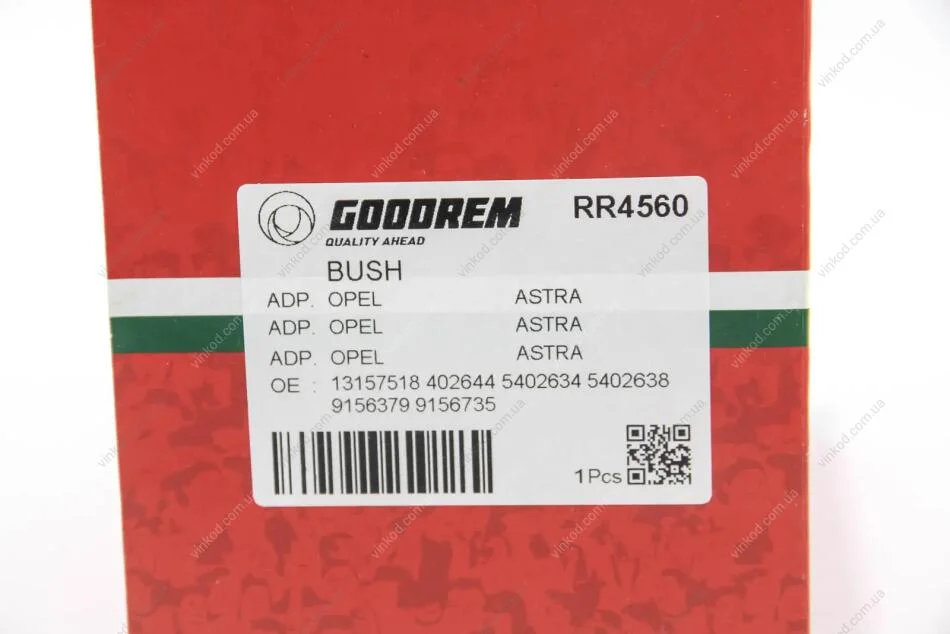 GOODREM
QUALITY AHEAD
RR4560
BUSH
ADP. OPEL ASTRA
ADP. OPEL ASTRA
ADP. OPEL ASTRA
OE : 13157518 402644 5402634 5402638
9156379 9156735
1Pcs
vinkod.com.ua